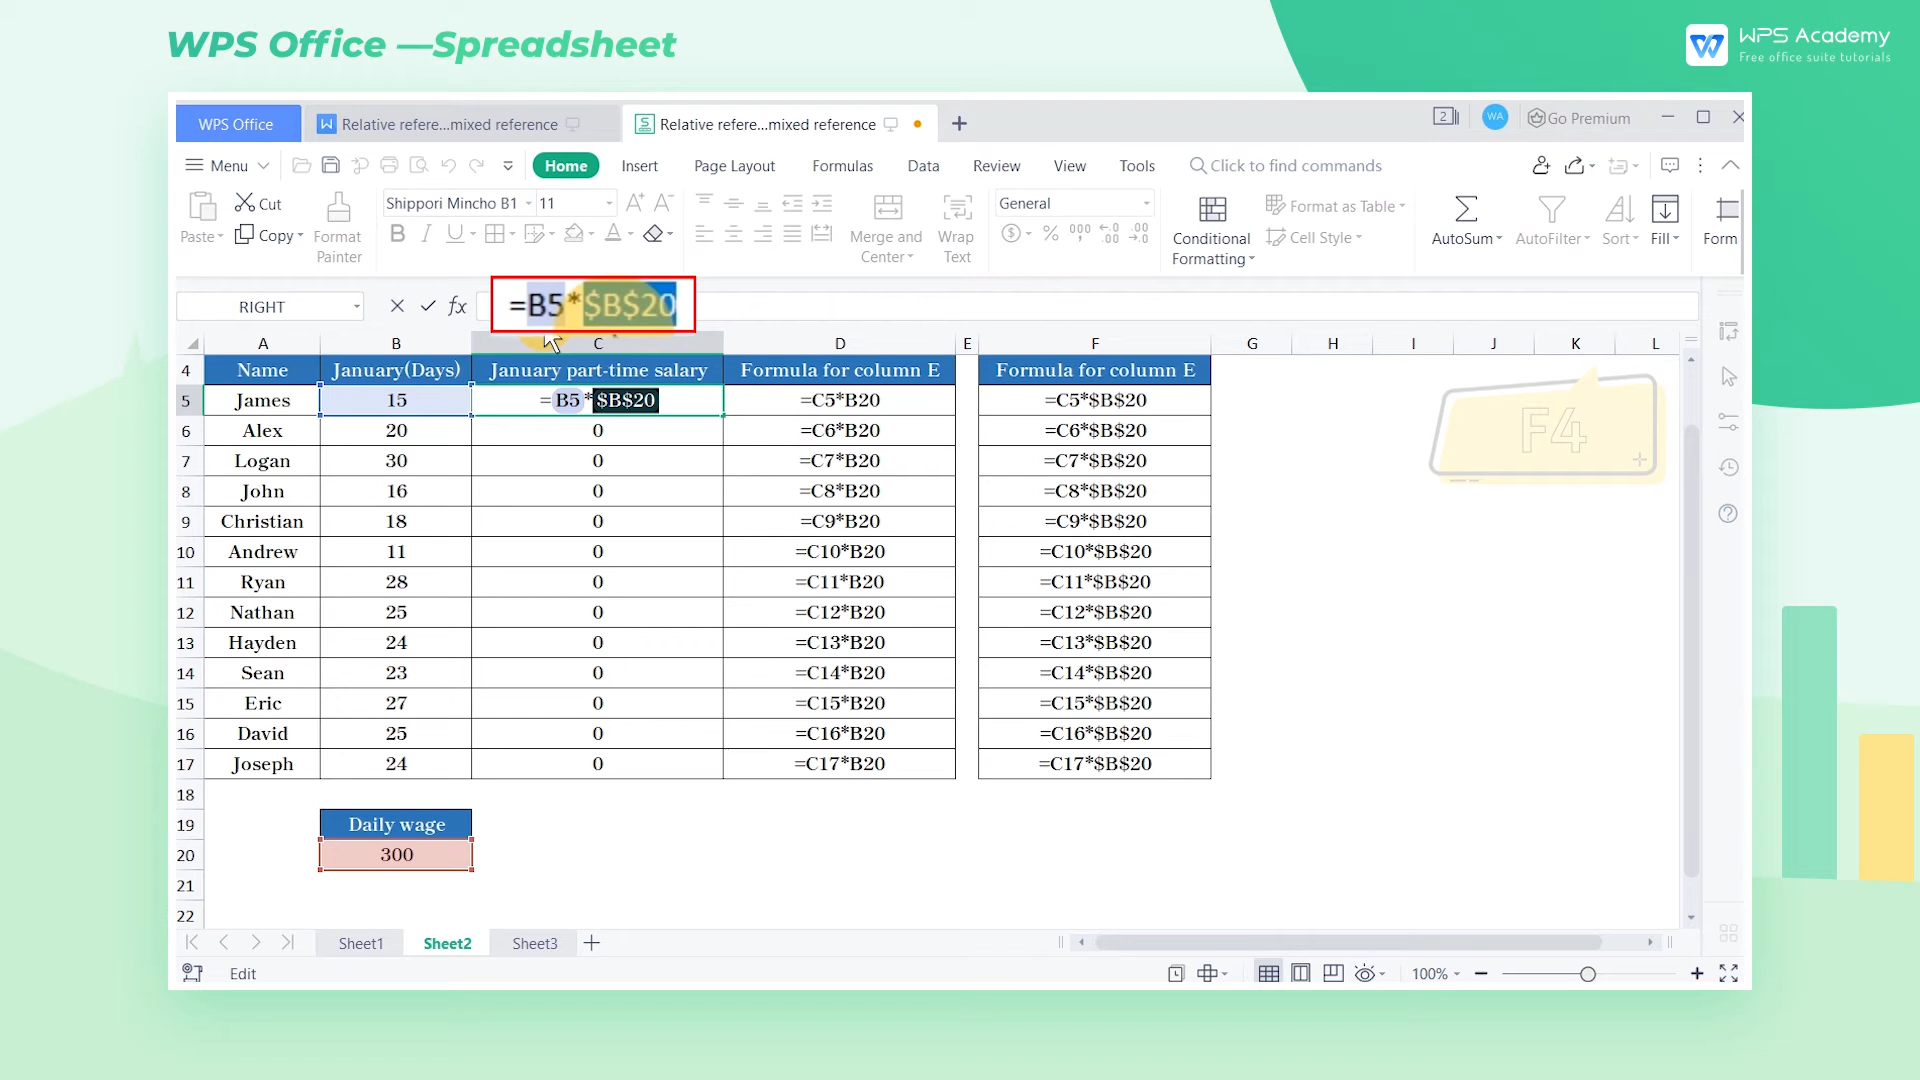 WPS Office —Spreadsheet
WPS Academy
Free office suite tutorials
WPS Office
W Relative refere...mixed reference
S Relative refere...mixed reference
2
WA
Go Premium
Menu
Home
Insert
Page Layout
Formulas
Data
Review
View
Tools
Click to find commands
Paste
Cut
Copy
Format
Painter
Shippori Mincho B1
11
B I U
A
Merge and
Center
Wrap
Text
General
Conditional
Formatting
Format as Table
Cell Style
AutoSum
AutoFilter
Sort
Fill
Form
RIGHT
fx
=B5*$B$20
A B C D E F G H I J K L
4 Name January(Days) January part-time salary Formula for column E Formula for column E
5 James 15 =B5*$B$20 =C5*B20 =C5*$B$20
6 Alex 20 0 =C6*B20 =C6*$B$20
7 Logan 30 0 =C7*B20 =C7*$B$20
8 John 16 0 =C8*B20 =C8*$B$20
9 Christian 18 0 =C9*B20 =C9*$B$20
10 Andrew 11 0 =C10*B20 =C10*$B$20
11 Ryan 28 0 =C11*B20 =C11*$B$20
12 Nathan 25 0 =C12*B20 =C12*$B$20
13 Hayden 24 0 =C13*B20 =C13*$B$20
14 Sean 23 0 =C14*B20 =C14*$B$20
15 Eric 27 0 =C15*B20 =C15*$B$20
16 David 25 0 =C16*B20 =C16*$B$20
17 Joseph 24 0 =C17*B20 =C17*$B$20
18
19 Daily wage
20 300
21
22
F4
Sheet1
Sheet2
Sheet3
Edit
100%